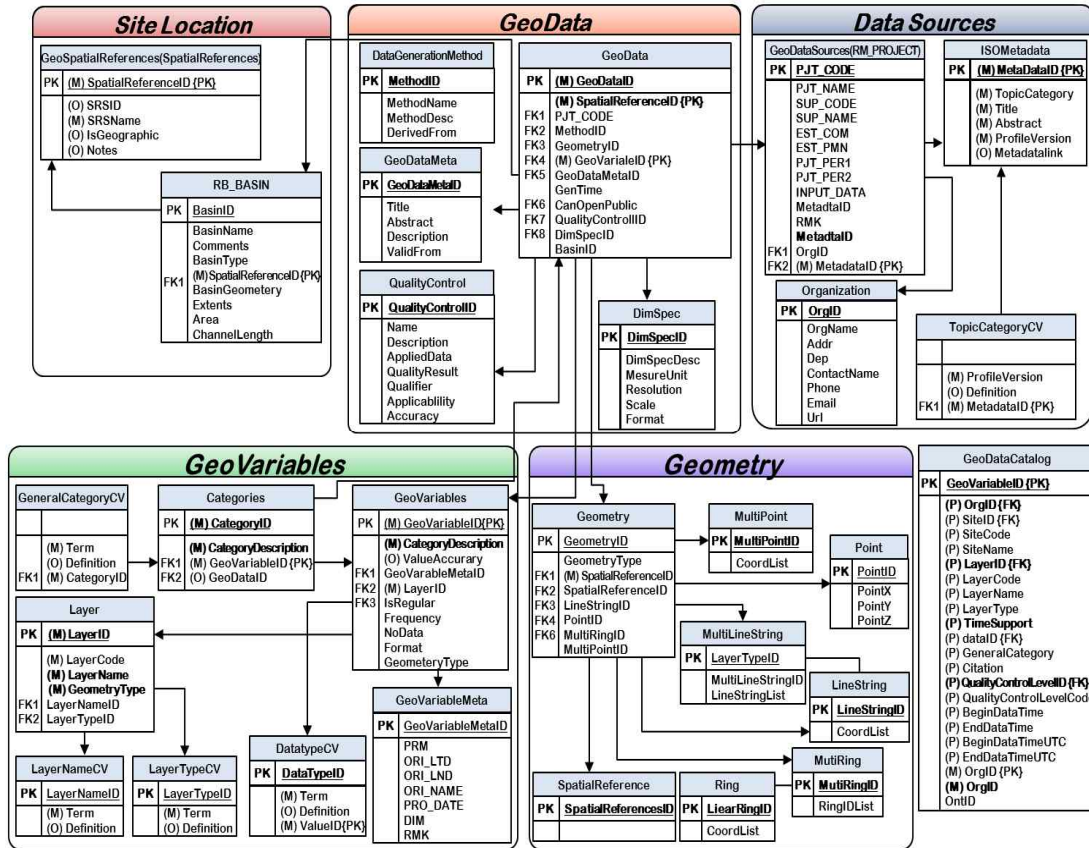 Site Location
GeoSpatialReferences(SpatialReferences)
PK (M) SpatialReferenceID {PK}
(O) SRSID
(M) SRSName
(O) IsGeographic
(O) Notes
RB_BASIN
PK BasinID
BasinName
Comments
BasinType
FK1 (M)SpatialReferenceID{PK}
BasinGeometery
Extents
Area
ChannelLength
GeoData
DataGenerationMethod
PK MethodID
MethodName
MethodDesc
DerivedFrom
GeoDataMeta
PK GeoDataMetaID
Title
Abstract
Description
ValidFrom
QualityControl
PK QualityControlID
Name
Description
AppliedData
QualityResult
Qualifier
Applicablility
Accuracy
GeoData
PK (M) GeoDataID
(M) SpatialReferenceID {PK}
FK1 PJT_CODE
FK2 MethodID
FK3 GeometryID
FK4 (M) GeoVarialeID {PK}
FK5 GeoDataMetaID
GenTime
FK6 CanOpenPublic
FK7 QualityControlIID
FK8 DimSpecID
BasinID
DimSpec
PK DimSpecID
DimSpecDesc
MesureUnit
Resolution
Scale
Format
Data Sources
GeoDataSources(RM_PROJECT)
PK PJT_CODE
PJT_NAME
SUP_CODE
SUP_NAME
EST_COM
EST_PMN
PJT_PER1
PJT_PER2
INPUT_DATA
MetadtaID
RMK
MetadtaID
FK1 OrgID
FK2 (M) MetadataID {PK}
ISOMetadata
PK (M) MetaDataID {PK}
(M) TopicCategory
(M) Title
(M) Abstract
(M) ProfileVersion
(O) Metadatalink
Organization
PK OrgID
OrgName
Addr
Dep
ContactName
Phone
Email
Url
TopicCategoryCV
(M) ProfileVersion
(O) Definition
FK1 (M) MetadataID {PK}
GeoVariables
GeneralCategoryCV
(M) Term
(O) Definition
FK1 (M) CategoryID
Categories
PK (M) CategoryID
(M) CategoryDescription
FK1 (M) GeoVariableID {PK}
FK2 (O) GeoDataID
GeoVariables
PK (M) GeoVariableID{PK}
(M) CategoryDescription
(O) ValueAccurary
FK1 GeoVarableMetaID
FK2 (M) LayerID
FK3 IsRegular
Frequency
NoData
Format
GeometeryType
Layer
PK (M) LayerID
(M) LayerCode
(M) LayerName
(M) GeometryType
FK1 LayerNameID
FK2 LayerTypeID
LayerNameCV
PK LayerNameID
(M) Term
(O) Definition
LayerTypeCV
PK LayerTypeID
(M) Term
(O) Definition
DatatypeCV
PK DataTypeID
(M) Term
(O) Definition
(M) ValueID{PK}
GeoVariableMeta
PK GeoVariableMetaID
PRM
ORI_LTD
ORI_LND
ORI_NAME
PRO_DATE
DIM
RMK
Geometry
Geometry
PK GeometryID
GeometryType
FK1 (M) SpatialReferenceID
FK2 SpatialReferenceID
FK3 LineStringID
FK4 PointID
FK6 MultiRingID
MultiPointID
MultiPoint
PK MultiPointID
CoordList
Point
PK PointID
PointX
PointY
PointZ
MultiLineString
PK LayerTypeID
MultiLineStringID
LineStringList
LineString
PK LineStringID
CoordList
SpatialReference
PK SpatialReferencesID
Ring
PK LiearRingID
CoordList
MutiRing
PK MutiRingID
RingIDList
GeoDataCatalog
PK GeoVariableID {PK}
(P) OrgID {FK}
(P) SiteID {FK}
(P) SiteCode
(P) SiteName
(P) LayerID {FK}
(P) LayerCode
(P) LayerName
(P) LayerType
(P) TimeSupport
(P) dataID {FK}
(P) GeneralCategory
(P) Citation
(P)QualityControlLevelID {FK}
(P) QualityControlLevelCode
(P) BeginDataTime
(P) EndDataTime
(P) BeginDataTimeUTC
(P) EndDataTimeUTC
(M) OrgID {PK}
(M) OrgID
OntID